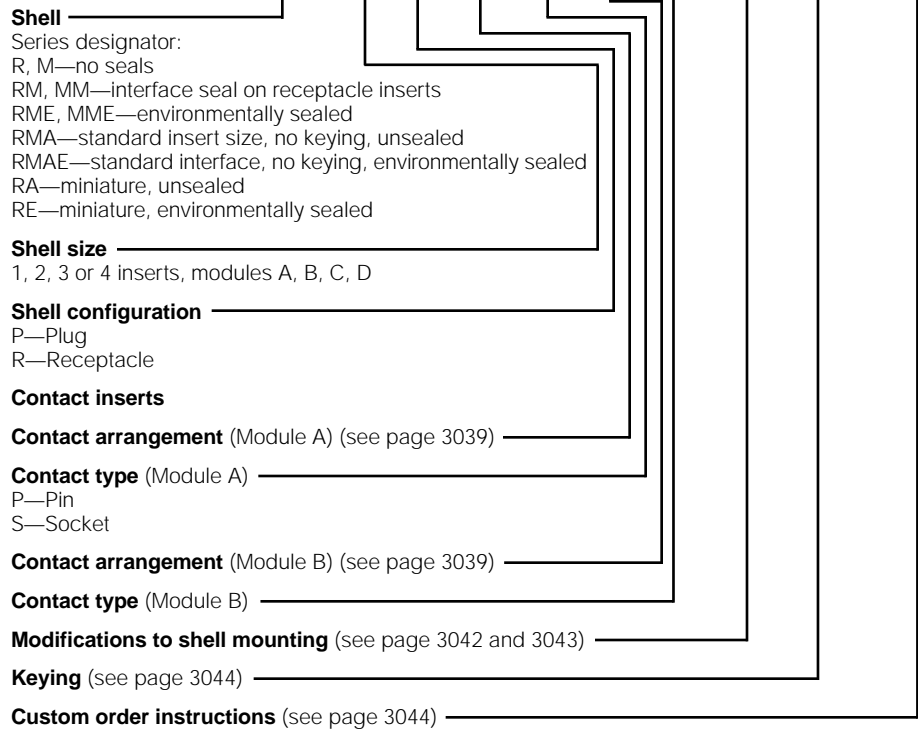 Shell
Series designator:
R, M—no seals
RM, MM—interface seal on receptacle inserts
RME, MME—environmentally sealed
RMA—standard insert size, no keying, unsealed
RMAE—standard interface, no keying, environmentally sealed
RA—miniature, unsealed
RE—miniature, environmentally sealed
Shell size
1, 2, 3 or 4 inserts, modules A, B, C, D
Shell configuration
P—Plug
R—Receptacle
Contact inserts
Contact arrangement (Module A) (see page 3039)
Contact type (Module A)
P—Pin
S—Socket
Contact arrangement (Module B) (see page 3039)
Contact type (Module B)
Modifications to shell mounting (see page 3042 and 3043)
Keying (see page 3044)
Custom order instructions (see page 3044)